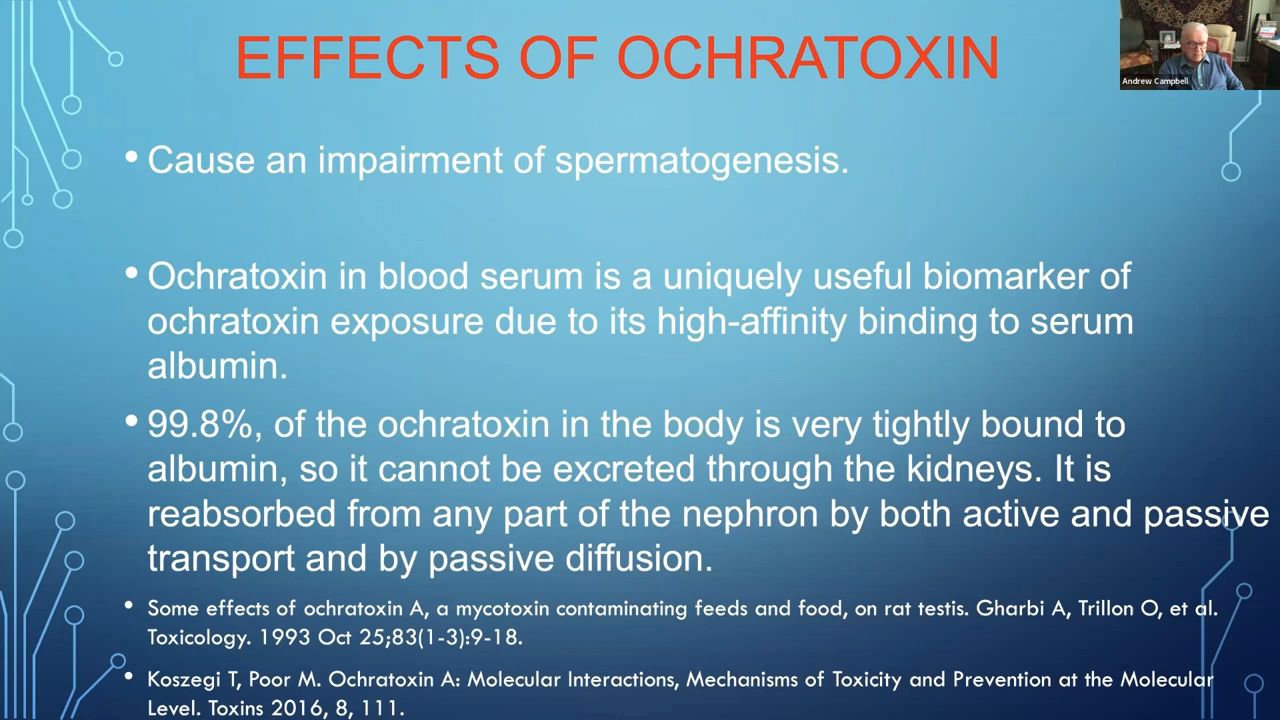 EFFECTS OF OCHRATOXIN
Andrew Campbell
• Cause an impairment of spermatogenesis.
• Ochratoxin in blood serum is a uniquely useful biomarker of
ochratoxin exposure due to its high-affinity binding to serum
albumin.
• 99.8%, of the ochratoxin in the body is very tightly bound to
albumin, so it cannot be excreted through the kidneys. It is
reabsorbed from any part of the nephron by both active and passive
transport and by passive diffusion.
• Some effects of ochratoxin A, a mycotoxin contaminating feeds and food, on rat testis. Gharbi A, Trillon O, et al.
Toxicology. 1993 Oct 25;83(1-3):9-18.
• Koszegi T, Poor M. Ochratoxin A: Molecular Interactions, Mechanisms of Toxicity and Prevention at the Molecular
Level. Toxins 2016, 8, 111.